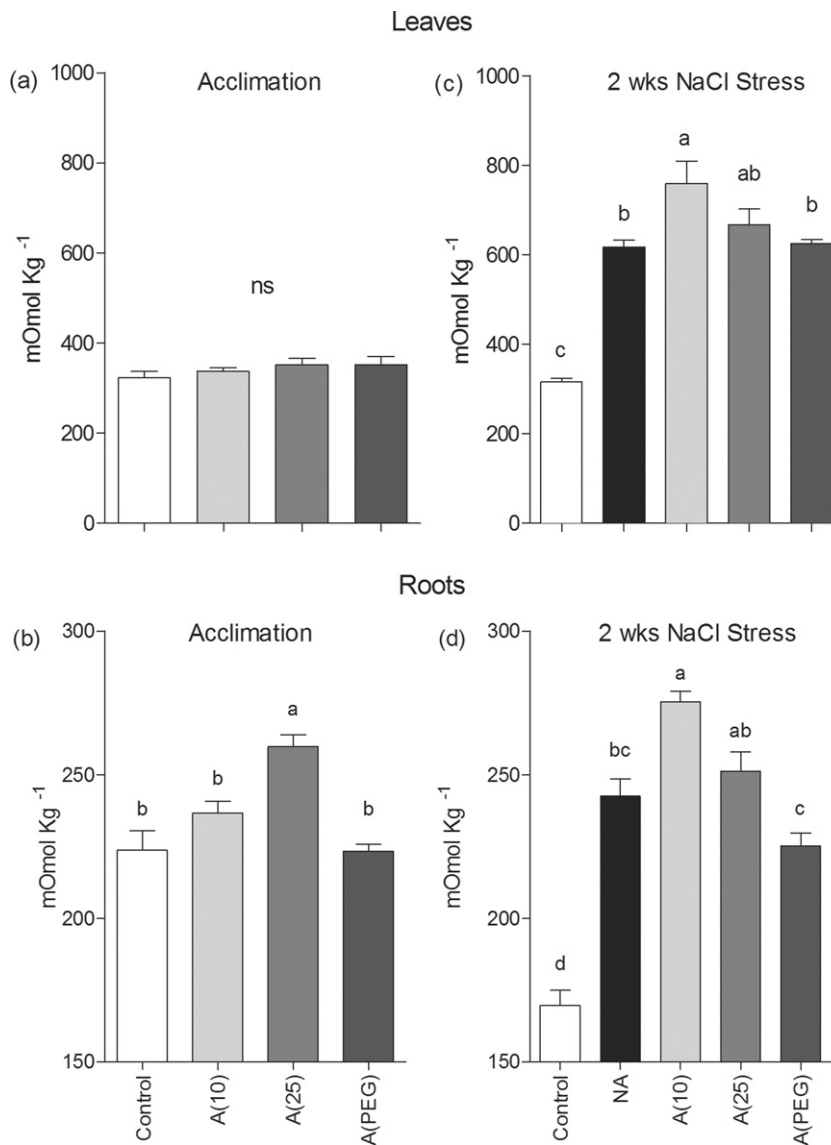 Leaves
(a)
Acclimation
1000
800
600
400
200
0
mOmol Kg -1
ns
(c)
2 wks NaCl Stress
1000
800
600
400
200
0
mOmol Kg -1
c
b
a
ab
b
Roots
(b)
Acclimation
300
250
200
150
mOmol Kg -1
b
b
a
b
Control
A(10)
A(25)
A(PEG)
(d)
2 wks NaCl Stress
300
250
200
150
mOmol Kg -1
d
bc
a
ab
c
Control
NA
A(10)
A(25)
A(PEG)